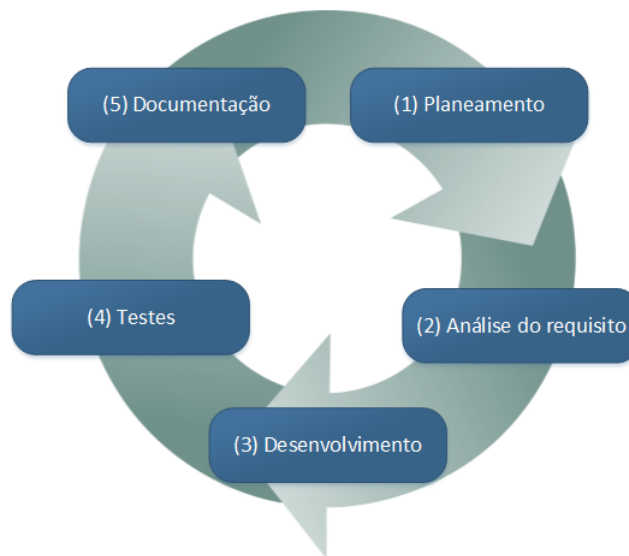 (5) Documentação
(1) Planeamento
(4) Testes
(2) Análise do requisito
(3) Desenvolvimento